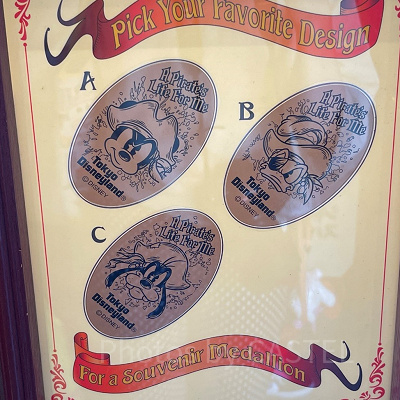 Pick Your Favorite Design
A
A Pirate's
Life For Me
Tokyo
Disneyland®
©DISNEY
B
A Pirate's
Life For Me
Tokyo
Disneyland®
©DISNEY
C
A Pirate's
Life For Me
Tokyo
Disneyland®
©DISNEY
For a Souvenir Medallion